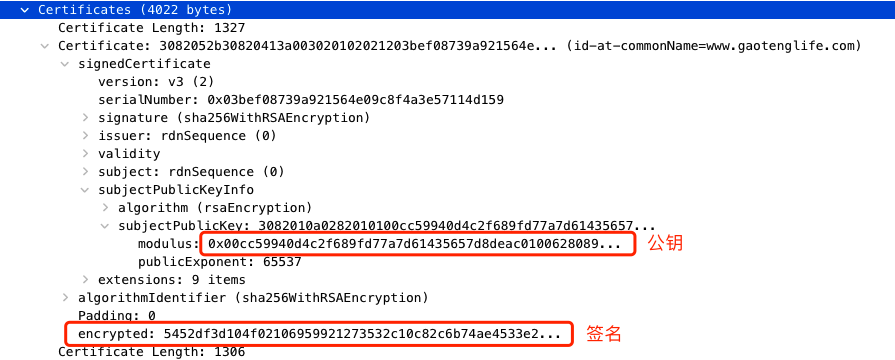 Certificates (4022 bytes)
Certificate Length: 1327
Certificate: 3082052b30820413a003020102021203bef08739a921564e... (id-at-commonName=www.gaotenglife.com)
signedCertificate
version: v3 (2)
serialNumber: 0x03bef08739a921564e09c8f4a3e57114d159
signature (sha256WithRSAEncryption)
issuer: rdnSequence (0)
validity
subject: rdnSequence (0)
subjectPublicKeyInfo
algorithm (rsaEncryption)
subjectPublicKey: 3082010a0282010100cc59940d4c2f689fd77a7d61435657...
modulus: 0x00cc59940d4c2f689fd77a7d61435657d8deac0100628089... 公钥
publicExponent: 65537
extensions: 9 items
algorithmIdentifier (sha256WithRSAEncryption)
Padding: 0
encrypted: 5452df3d104f02106959921273532c10c82c6b74ae4533e2... 签名
Certificate Length: 1306